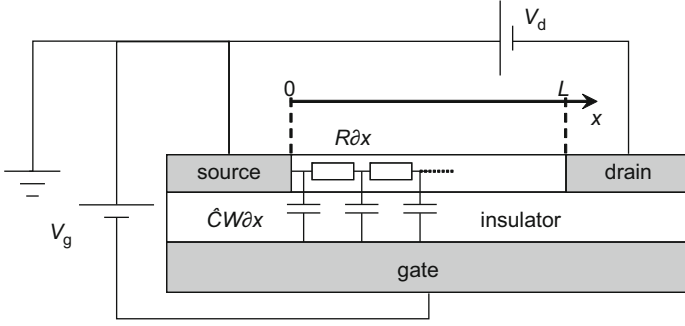 V_d
0 L
x
R∂x
source drain
ĈW∂x insulator
V_g
gate